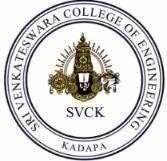 SRI VENKATESWARA COLLEGE OF ENGINEERING
SVCK
KADAPA